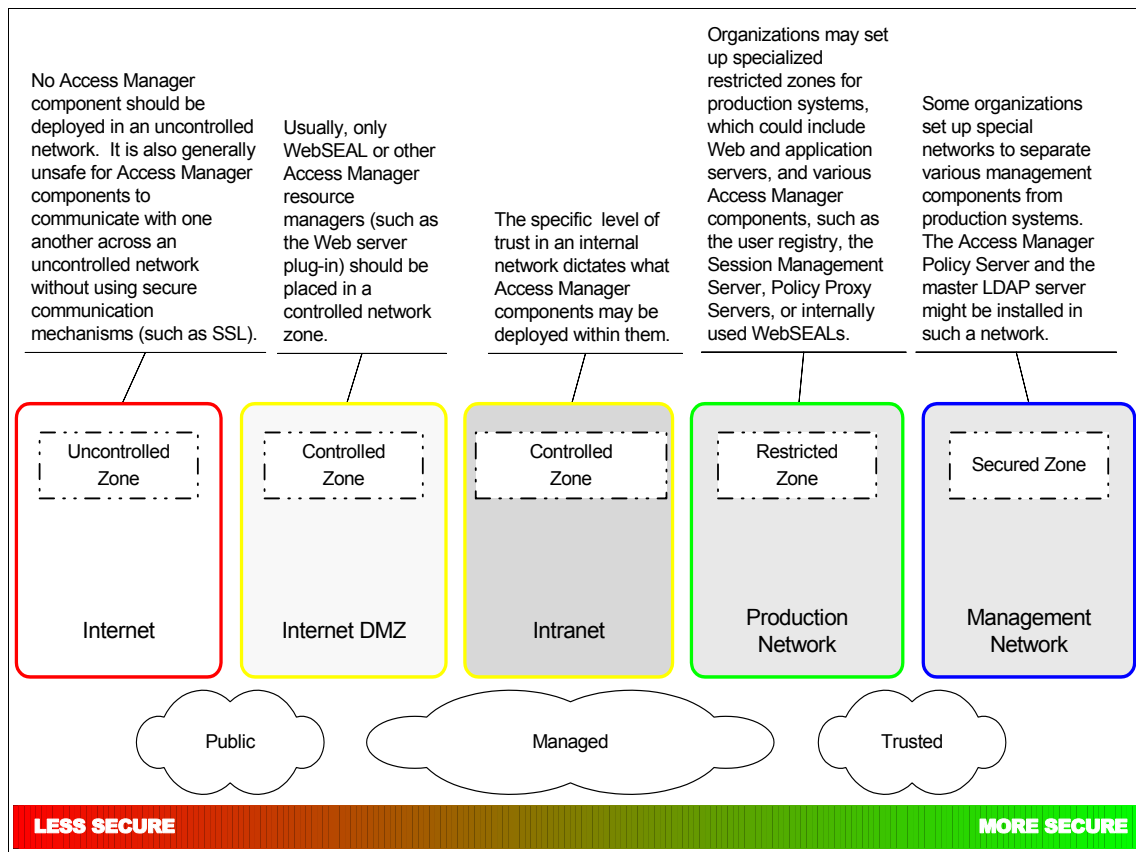 No Access Manager
component should be
deployed in an uncontrolled
network.  It is also generally
unsafe for Access Manager
components to
communicate with one
another across an
uncontrolled network
without using secure
communication
mechanisms (such as SSL).
Usually, only
WebSEAL or other
Access Manager
resource
managers (such as
the Web server
plug-in) should be
placed in a
controlled network
zone.
The specific  level of
trust in an internal
network dictates what
Access Manager
components may be
deployed within them.
Organizations may set
up specialized
restricted zones for
production systems,
which could include
Web and application
servers, and various
Access Manager
components, such as
the user registry, the
Session Management
Server, Policy Proxy
Servers, or internally
used WebSEALs.
Some organizations
set up special
networks to separate
various management
components from
production systems.
The Access Manager
Policy Server and the
master LDAP server
might be installed in
such a network.
Uncontrolled
Zone
Controlled
Zone
Controlled
Zone
Restricted
Zone
Secured Zone
Internet
Internet DMZ
Intranet
Production
Network
Management
Network
Public
Managed
Trusted
LESS SECURE
MORE SECURE